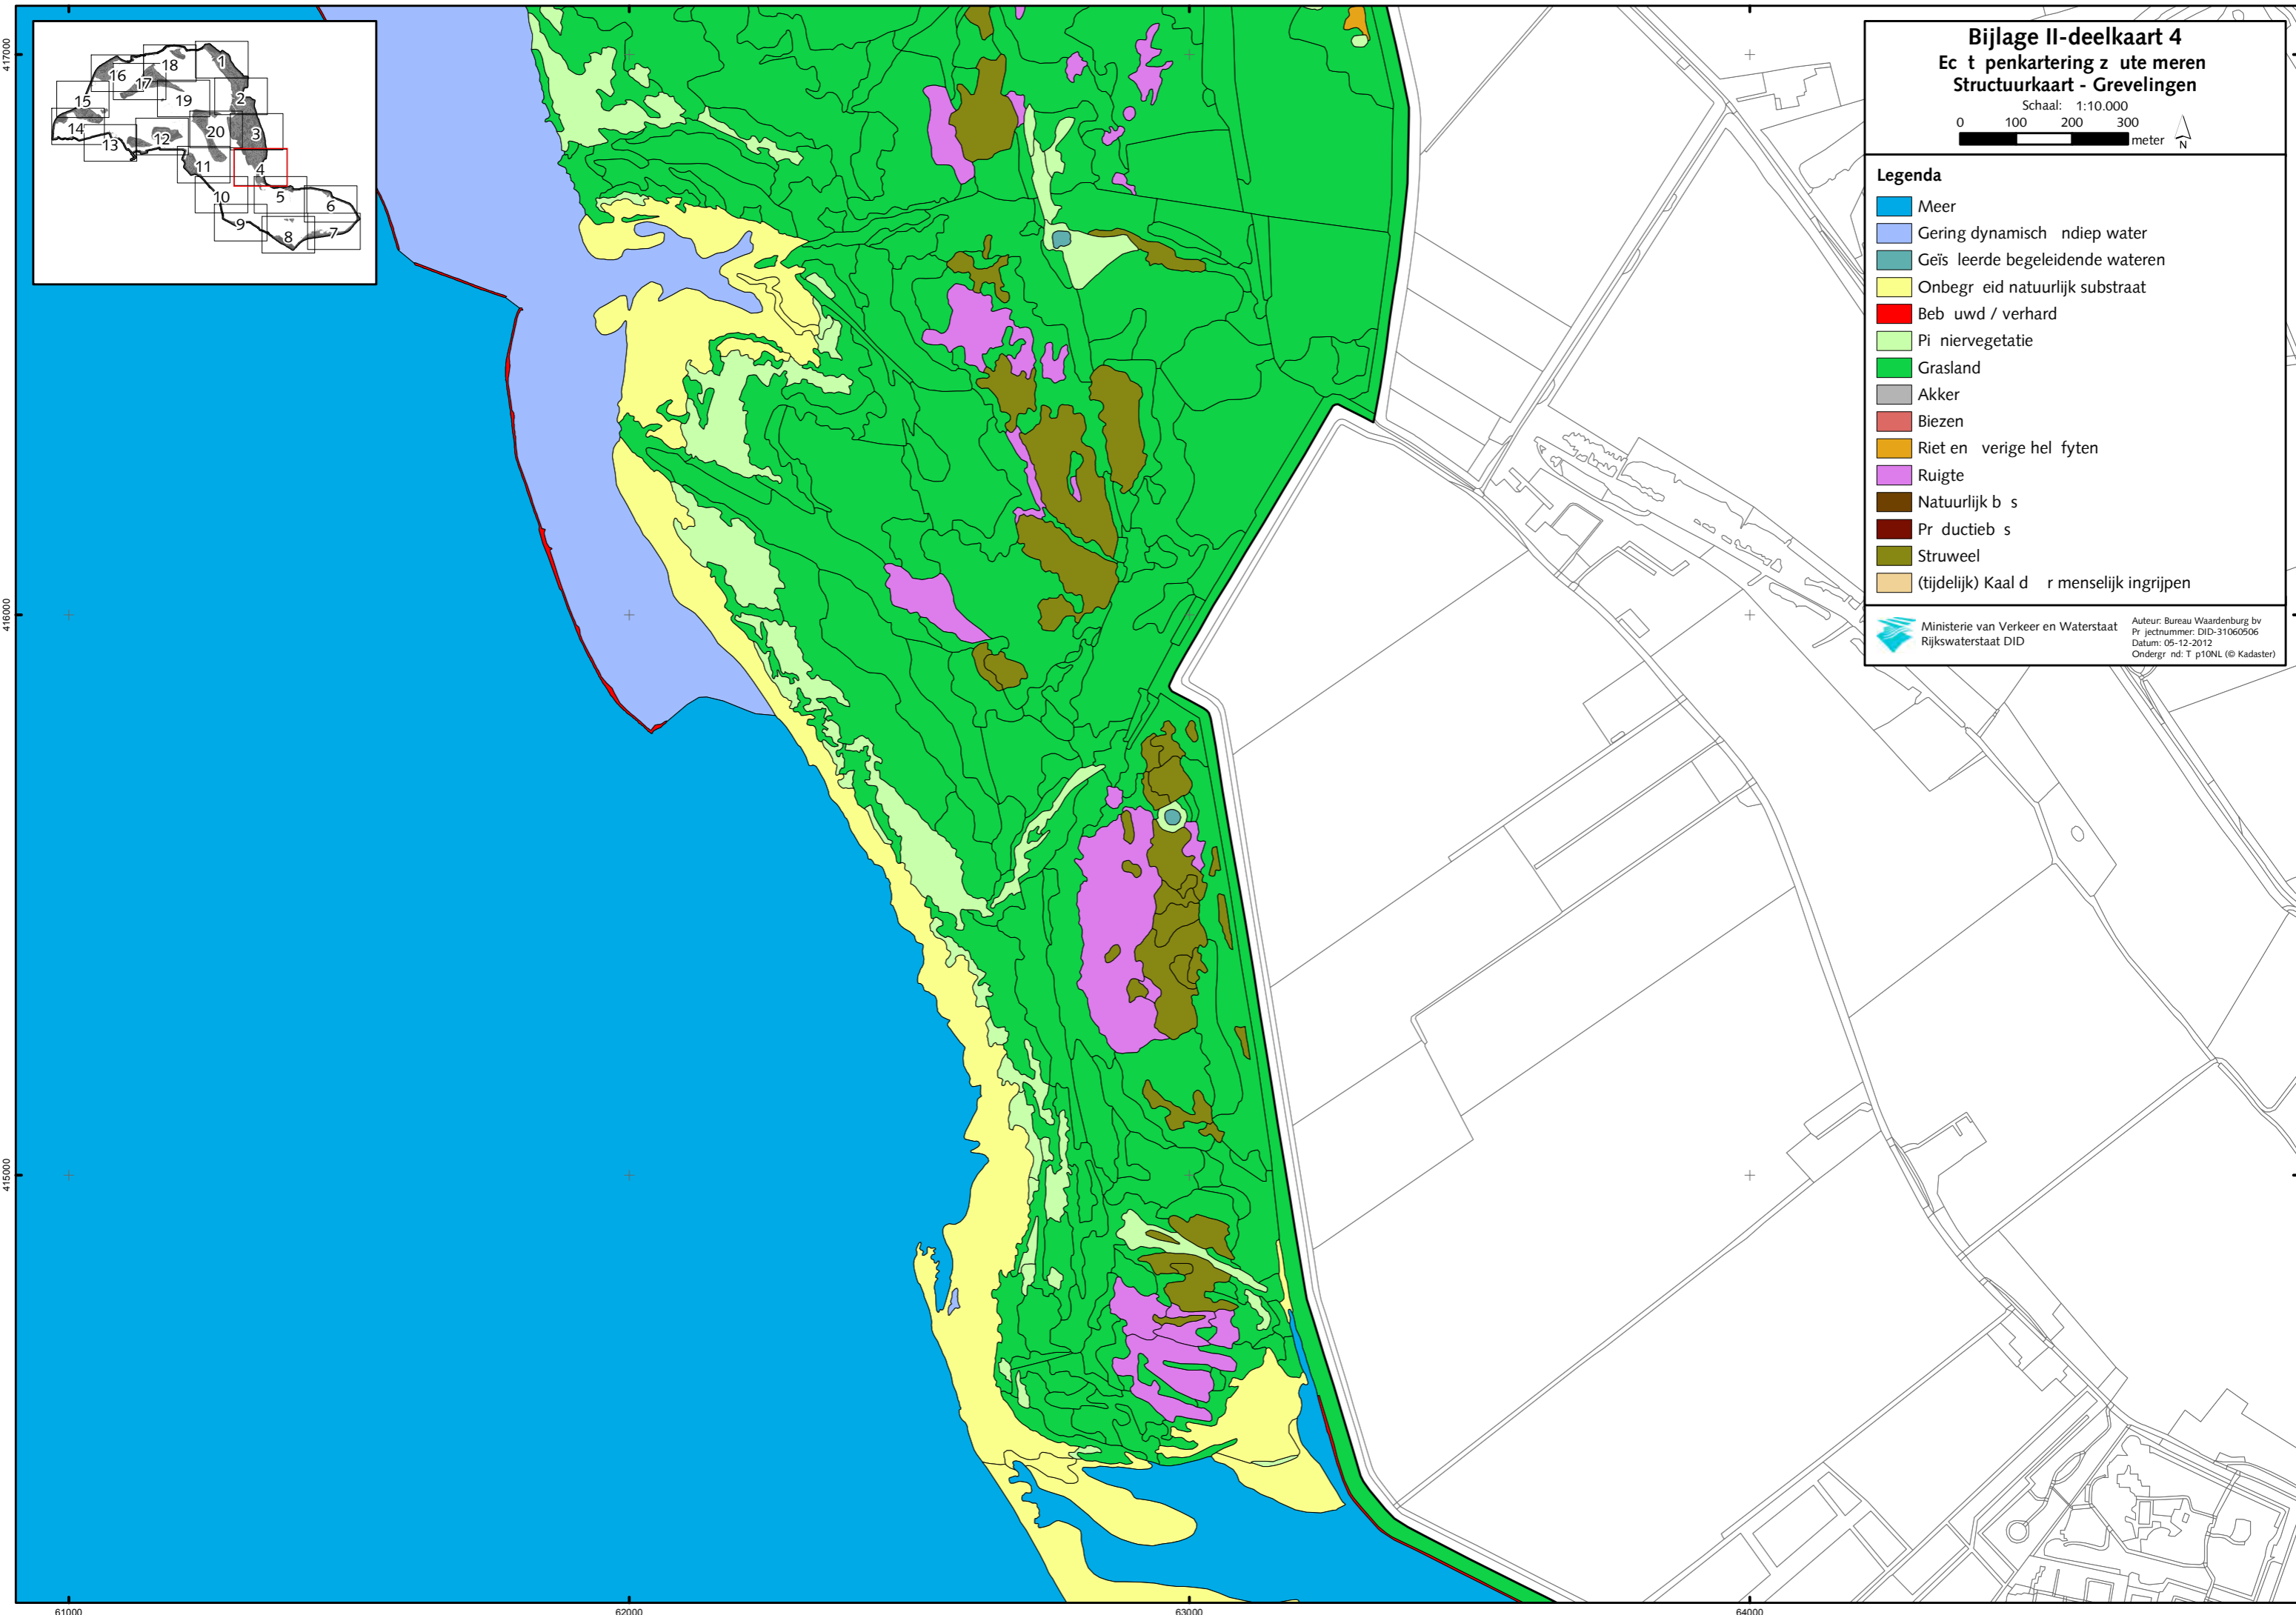 Bijlage II-deelkaart 4
Ec t penkartering z ute meren
Structuurkaart - Grevelingen
Schaal: 1:10.000
0 100 200 300
meter
N
Legenda
Meer
Gering dynamisch ndiep water
Geïs leerde begeleidende wateren
Onbegr eid natuurlijk substraat
Beb uwd / verhard
Pi niervegetatie
Grasland
Akker
Biezen
Riet en verige hel fyten
Ruigte
Natuurlijk b s
Pr ductieb s
Struweel
(tijdelijk) Kaal d r menselijk ingrijpen
Ministerie van Verkeer en Waterstaat
Rijkswaterstaat DID
Auteur: Bureau Waardenburg bv
Pr jectnummer: DID-31060506
Datum: 05-12-2012
Ondergr nd: T p10NL (© Kadaster)
1
2
3
4
5
6
7
8
9
10
11
12
13
14
15
16
17
18
19
20
417000
416000
415000
61000
62000
63000
64000